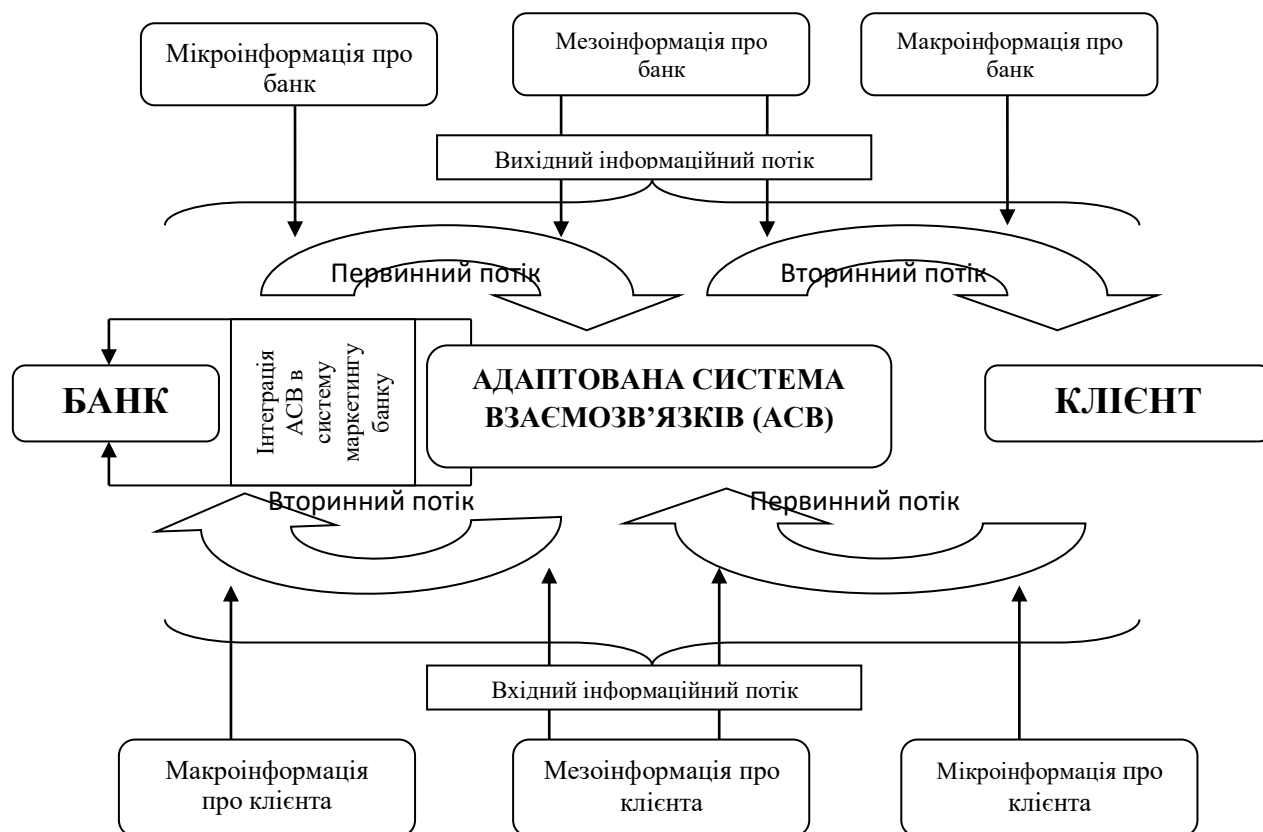 Мікроінформація про
банк
Мезоінформація про
банк
Макроінформація про
банк
Вихідний інформаційний потік
Первинний потік
Вторинний потік
БАНК
Інтеграція
АСВ в
систему
маркетингу
банку
АДАПТОВАНА СИСТЕМА
ВЗАЄМОЗВ’ЯЗКІВ (АСВ)
КЛІЄНТ
Вторинний потік
Первинний потік
Вхідний інформаційний потік
Макроінформація
про клієнта
Мезоінформація про
клієнта
Мікроінформація про
клієнта